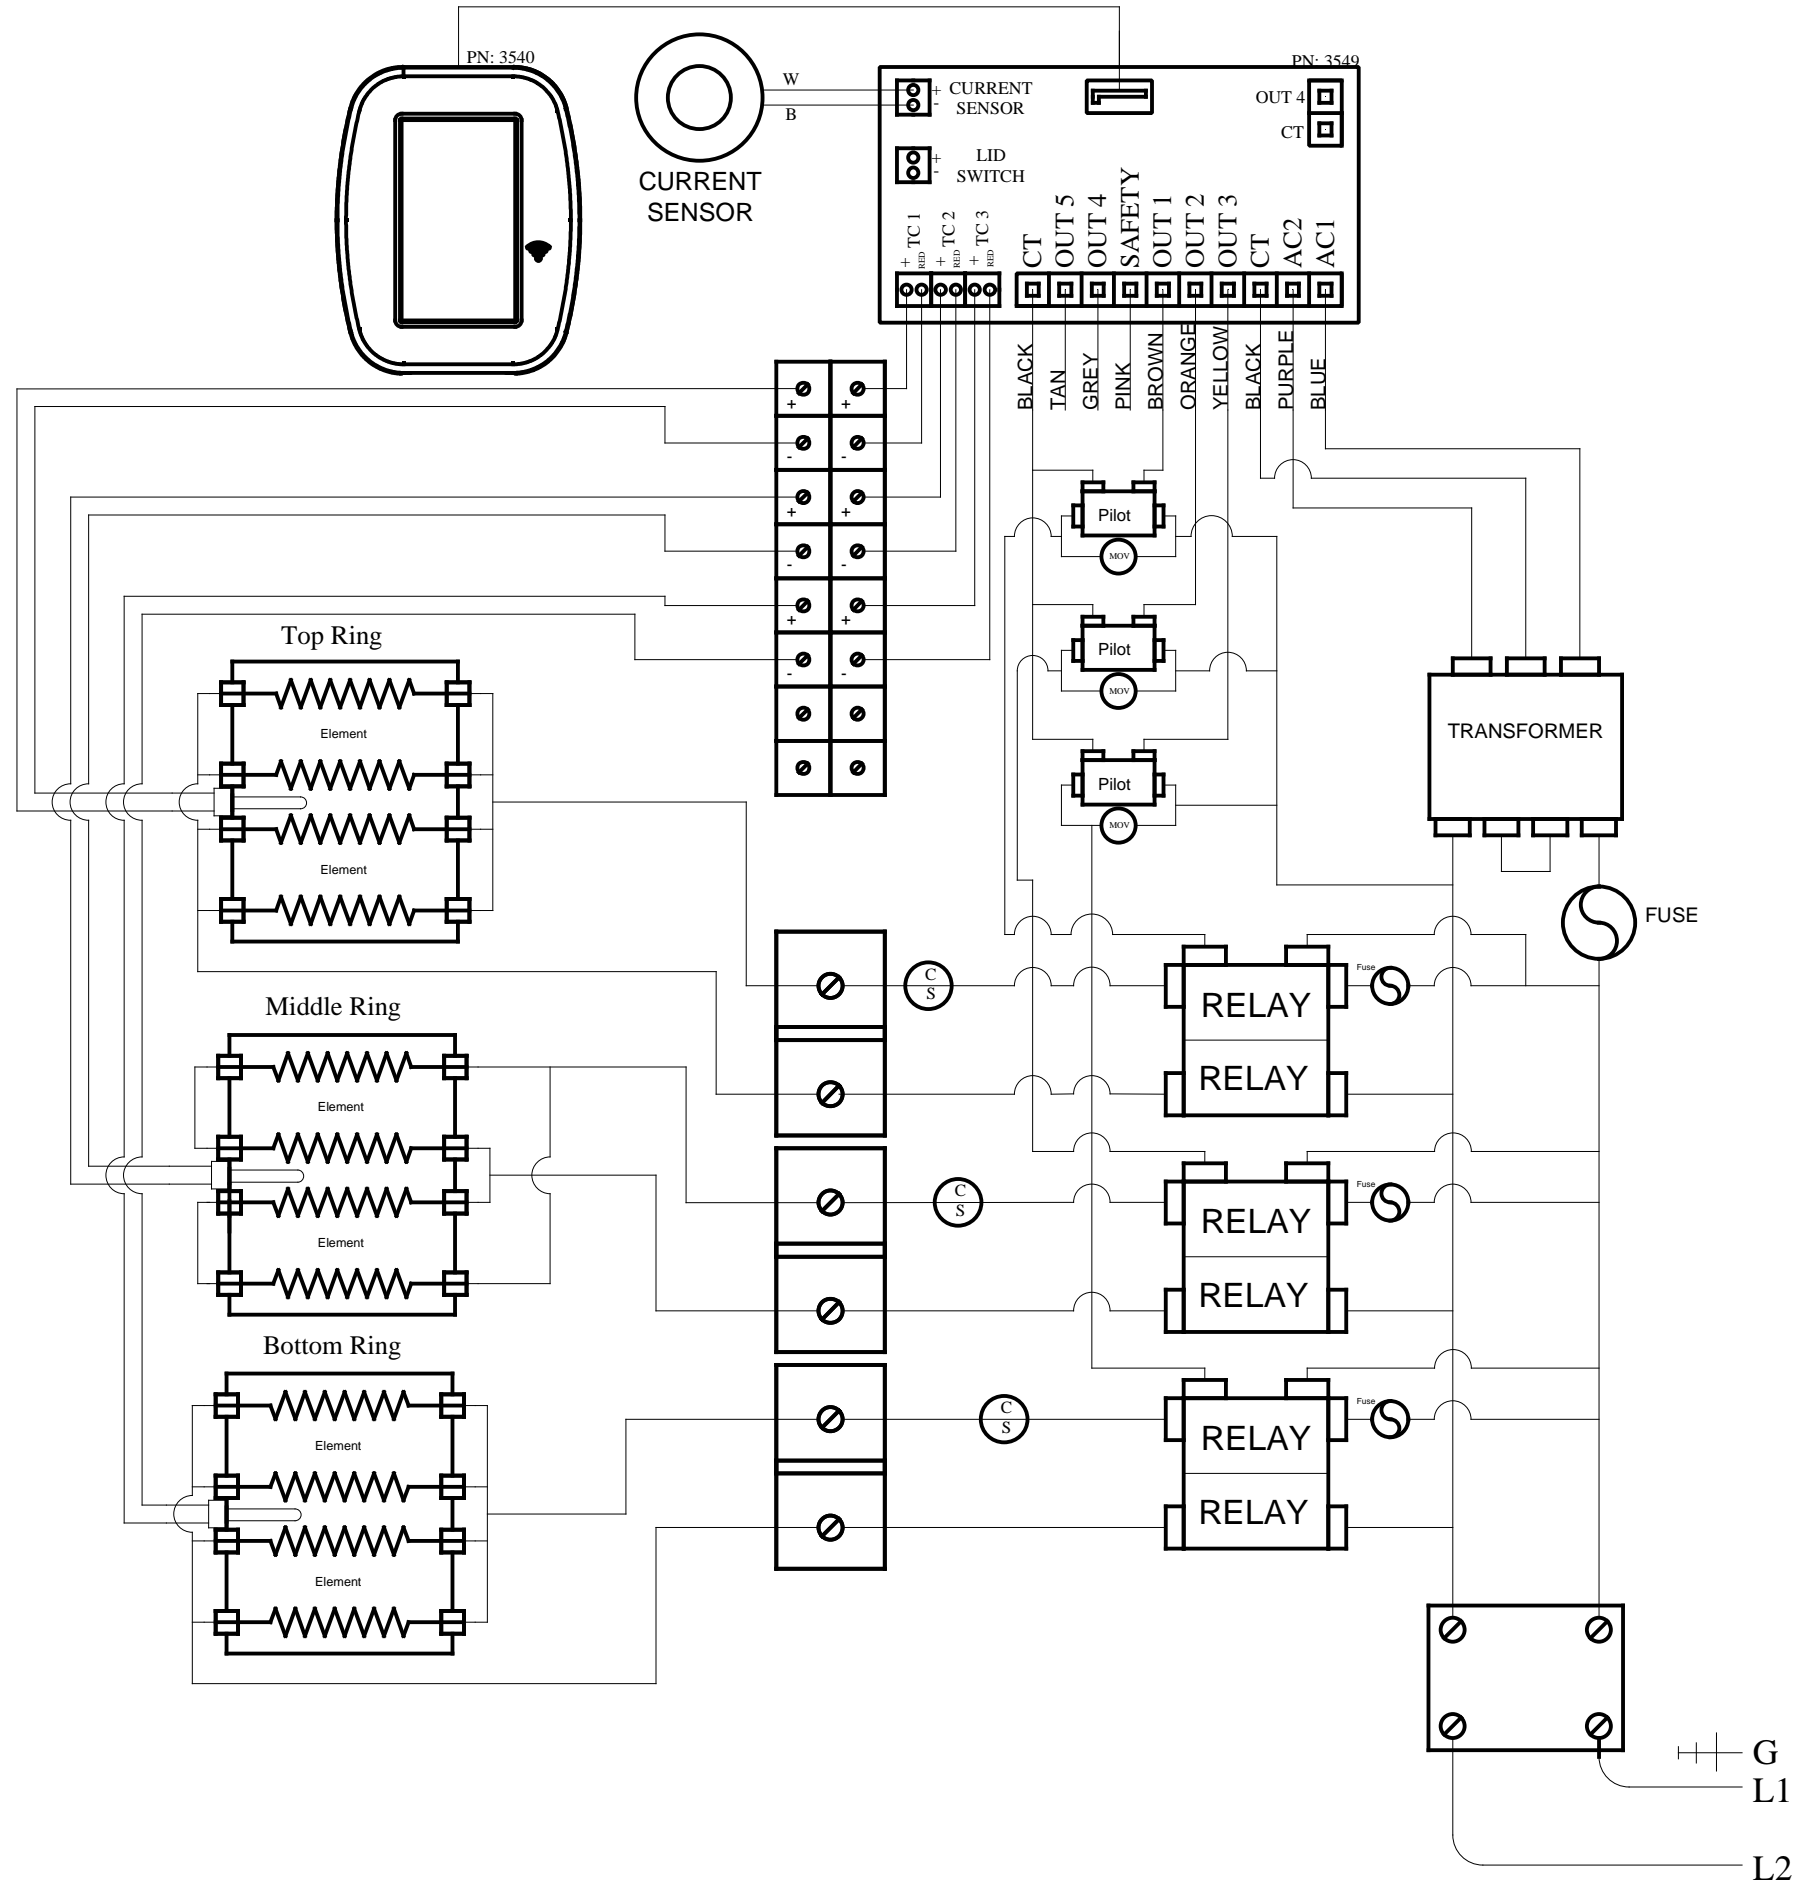 PN: 3540
PN: 3549
W
B
+
-
CURRENT
SENSOR
OUT 4
CT
CURRENT
SENSOR
+
-
LID
SWITCH
+ TC 1
RED
+ TC 2
RED
+ TC 3
RED
CT
OUT 5
OUT 4
SAFETY
OUT 1
OUT 2
OUT 3
CT
AC2
AC1
BLACK
TAN
GREY
PINK
BROWN
ORANGE
YELLOW
BLACK
PURPLE
BLUE
+ +
- -
+ +
- -
+ +
- -
Pilot
MOV
Pilot
MOV
Pilot
MOV
TRANSFORMER
FUSE
Top Ring
Element
Element
Middle Ring
Element
Element
Bottom Ring
Element
Element
C
S
Fuse
RELAY
RELAY
C
S
Fuse
RELAY
RELAY
C
S
Fuse
RELAY
RELAY
G
L1
L2